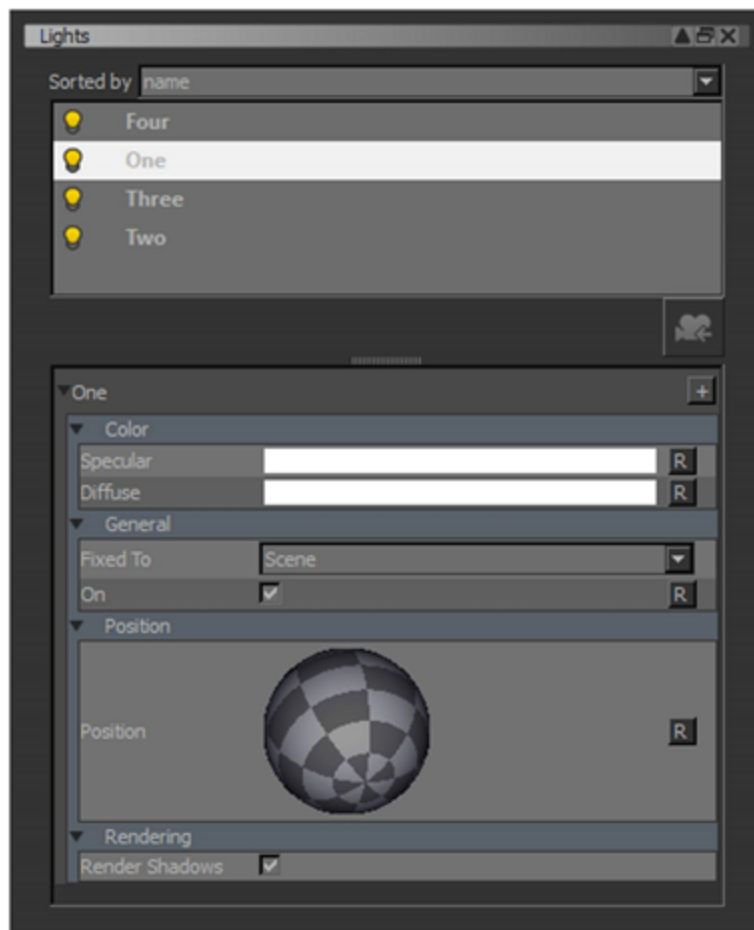 Lights
Sorted by name
Four
One
Three
Two
One +
Color
Specular R
Diffuse R
General
Fixed To Scene
On R
Position
Position R
Rendering
Render Shadows